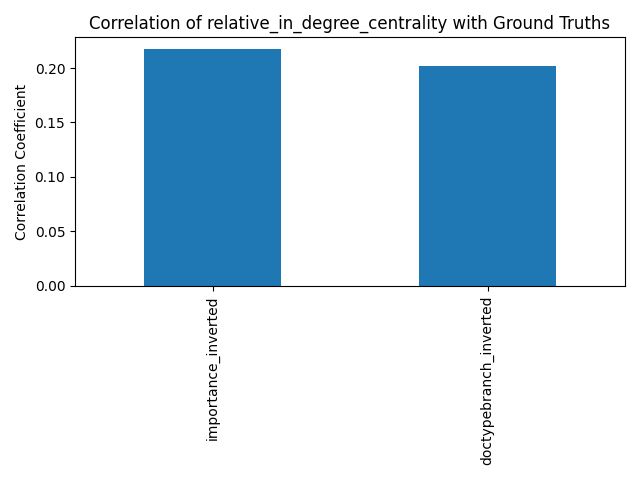 Correlation of relative_in_degree_centrality with Ground Truths
Correlation Coefficient
0.20
0.15
0.10
0.05
0.00
importance_inverted
doctypebranch_inverted